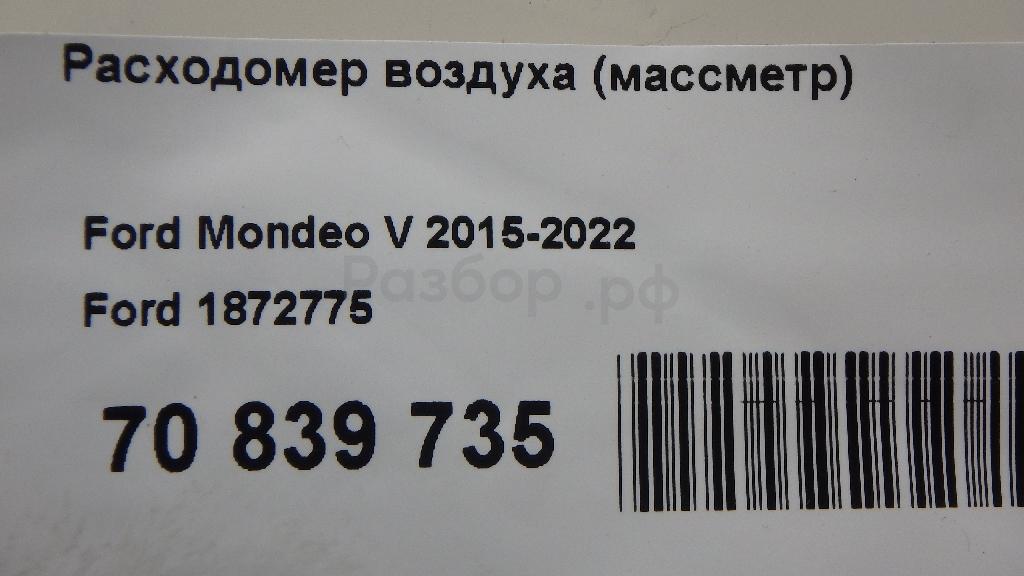 Расходомер воздуха (массметр)
Ford Mondeo V 2015-2022
Разбор.рф
Ford 1872775
70 839 735